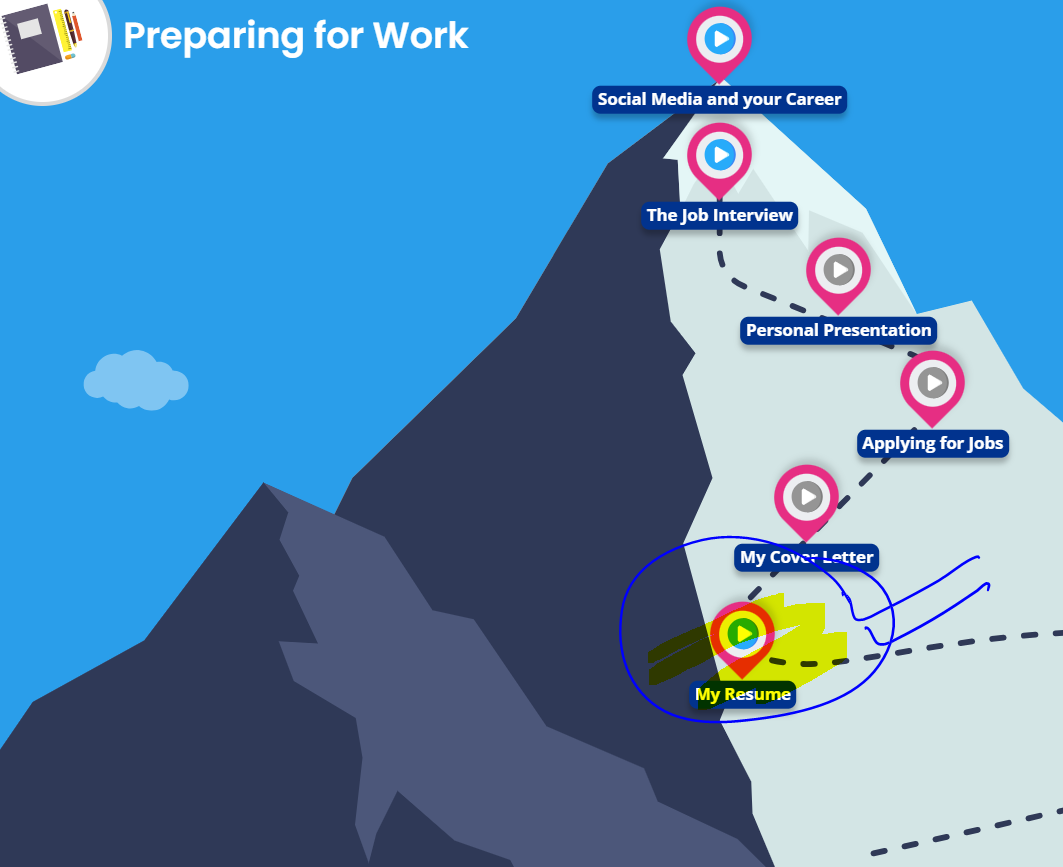 Preparing for Work
Social Media and your Career
The Job Interview
Personal Presentation
Applying for Jobs
My Cover Letter
My Resume